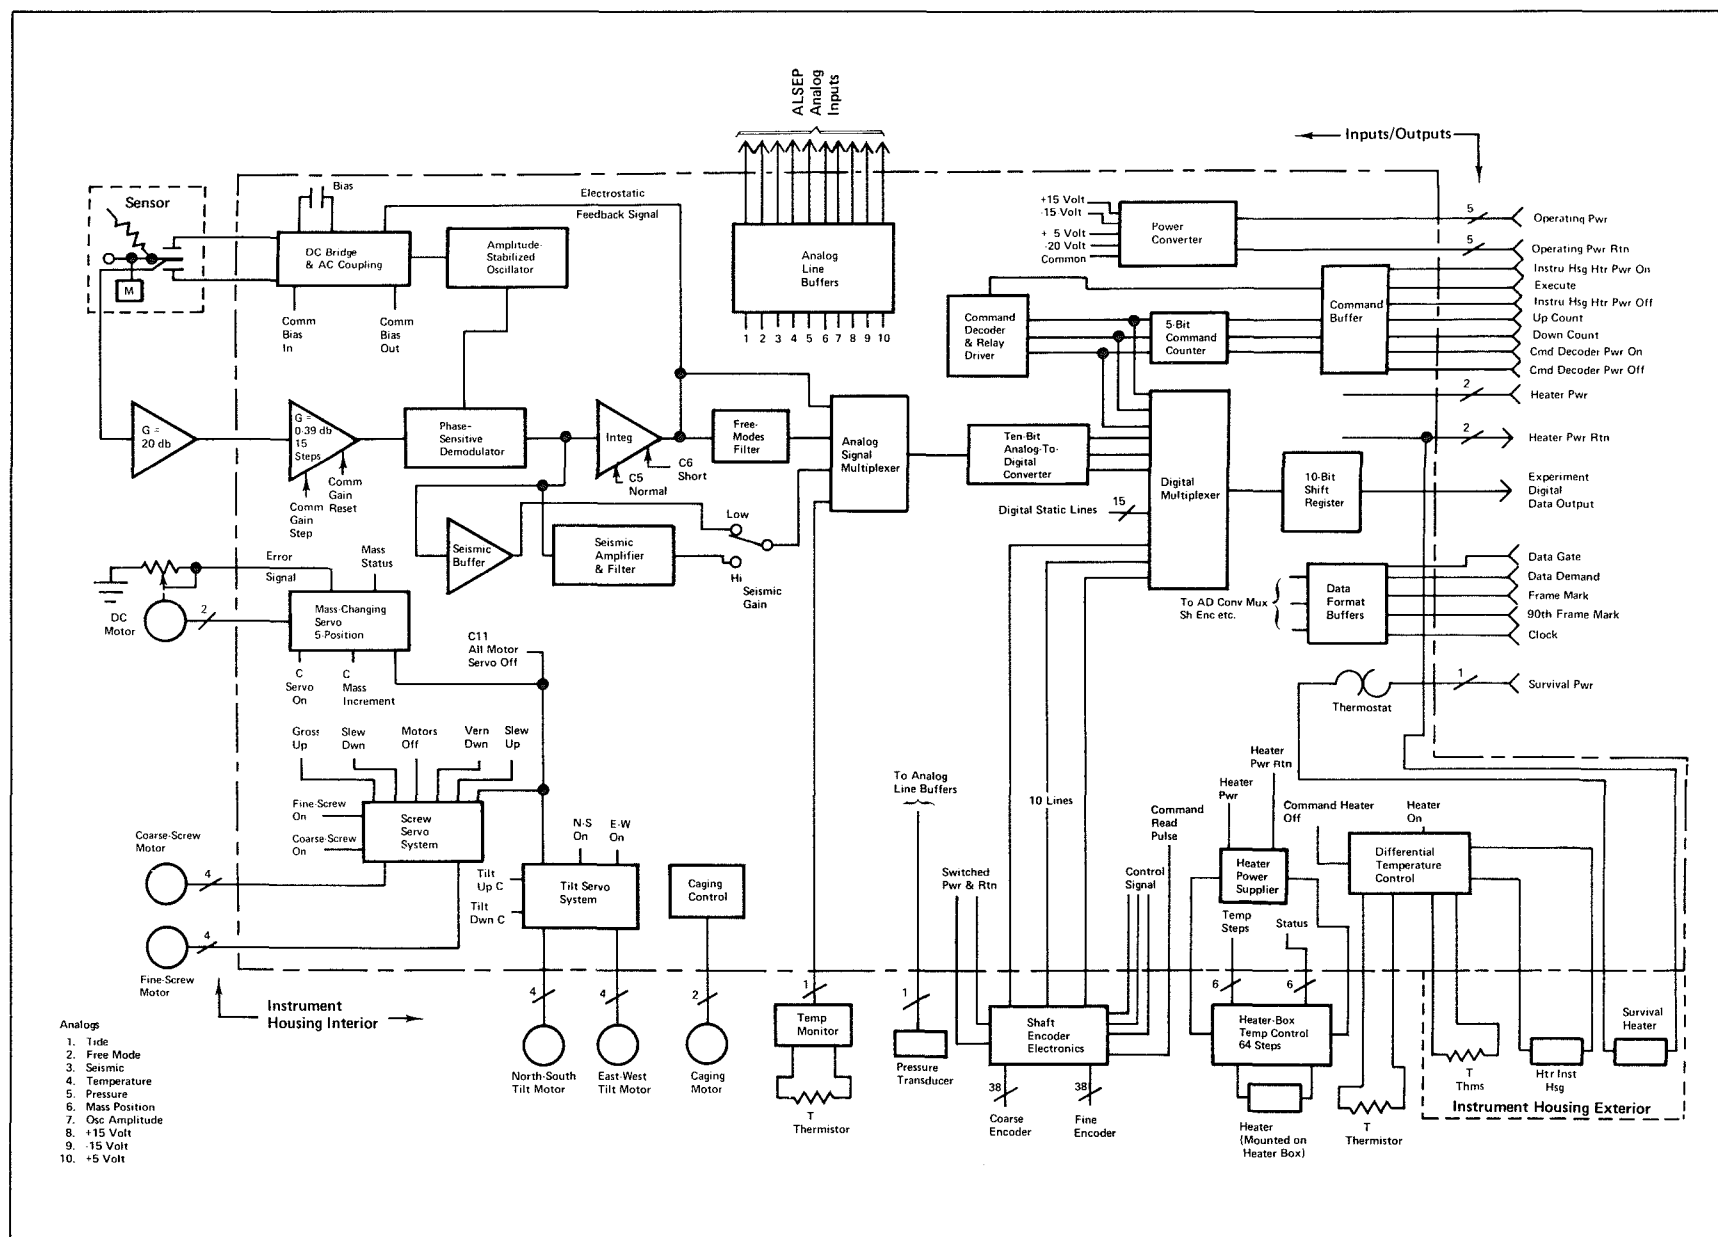 ALSEP
Analog
Inputs
Inputs/Outputs
Sensor
M
Bias
Electrostatic
Feedback Signal
DC Bridge
& AC Coupling
Amplitude-
Stabilized
Oscillator
Comm
Bias
In
Comm
Bias
Out
Analog
Line
Buffers
1 2 3 4 5 6 7 8 9 10
+15 Volt
-15 Volt
+ 5 Volt
-20 Volt
Common
Power
Converter
5
Operating Pwr
5
Operating Pwr Rtn
Instru Hsg Htr Pwr On
Execute
Instru Hsg Htr Pwr Off
Up Count
Down Count
Cmd Decoder Pwr On
Cmd Decoder Pwr Off
Command
Decoder
& Relay
Driver
5-Bit
Command
Counter
Command
Buffer
2
Heater Pwr
2
Heater Pwr Rtn
G =
20 db
G =
0-39 db
15
Steps
Comm
Gain
Step
Comm
Gain
Reset
Phase-
Sensitive
Demodulator
Integ
C5
Normal
C6
Short
Free-
Modes
Filter
Analog
Signal
Multiplexer
Ten-Bit
Analog-To-
Digital
Converter
Digital
Multiplexer
10-Bit
Shift
Register
Experiment
Digital
Data Output
15
Digital Static Lines
Seismic
Buffer
Seismic
Amplifier
& Filter
Low
Hi
Seismic
Gain
Error
Signal
Mass
Status
DC
Motor
2
Mass-Changing
Servo
5-Position
C
Servo
On
C
Mass
Increment
C11
All Motor
Servo Off
To AD Conv Mux
Sh Enc etc.
Data
Format
Buffers
Data Gate
Data Demand
Frame Mark
90th Frame Mark
Clock
Thermostat
1
Survival Pwr
Gross
Up
Slew
Dwn
Motors
Off
Vern
Dwn
Slew
Up
Fine-Screw
On
Coarse-Screw
On
Screw
Servo
System
Coarse-Screw
Motor
4
Fine-Screw
Motor
4
N-S
On
E-W
On
Tilt
Up C
Tilt
Dwn C
Tilt Servo
System
Caging
Control
To Analog
Line Buffers
10 Lines
Command
Read
Pulse
Switched
Pwr & Rtn
Control
Signal
Heater
Pwr
Heater
Pwr Rtn
Heater
Power
Supplier
Temp
Steps
Status
Command Heater
Off
Heater
On
Differential
Temperature
Control
Instrument
Housing Interior
4
North-South
Tilt Motor
4
East-West
Tilt Motor
2
Caging
Motor
1
Temp
Monitor
T
Thermistor
1
Pressure
Transducer
Shaft
Encoder
Electronics
38
Coarse
Encoder
38
Fine
Encoder
6
6
Heater-Box
Temp Control
64 Steps
Heater
(Mounted on
Heater Box)
T
Thermistor
T
Thms
Htr Inst
Hsg
Survival
Heater
Instrument Housing Exterior
Analogs
1. Tide
2. Free Mode
3. Seismic
4. Temperature
5. Pressure
6. Mass Position
7. Osc Amplitude
8. +15 Volt
9. -15 Volt
10. +5 Volt